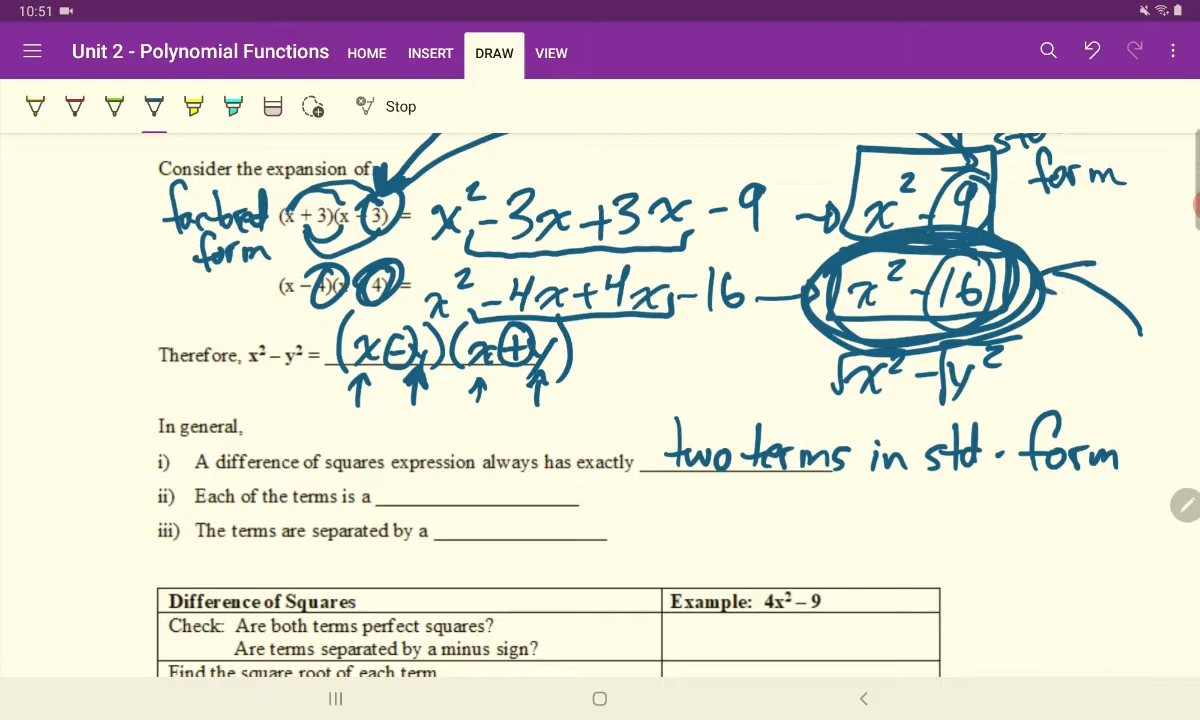 10:51
Unit 2 - Polynomial Functions HOME INSERT DRAW VIEW
Stop
Consider the expansion of
std
form
factored (x + 3)(x - 3) = x² - 3x + 3x - 9 → x² - 9
form
(x – 4)(x 4) = x² - 4x + 4x - 16 → x² - 16
Therefore, x² – y² = (x - y)(x + y)
√x² - √y²
In general,
i) A difference of squares expression always has exactly two terms in std. form
ii) Each of the terms is a
iii) The terms are separated by a
Difference of Squares Example: 4x² – 9
Check: Are both terms perfect squares?
Are terms separated by a minus sign?
Find the square root of each term